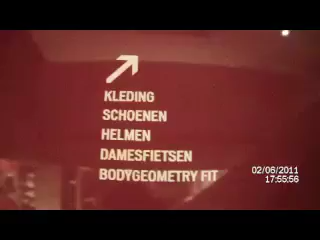 KLEDING
SCHOENEN
HELMEN
DAMESFIETSEN
BODYGEOMETRY FIT
02/06/2011
17:55:56